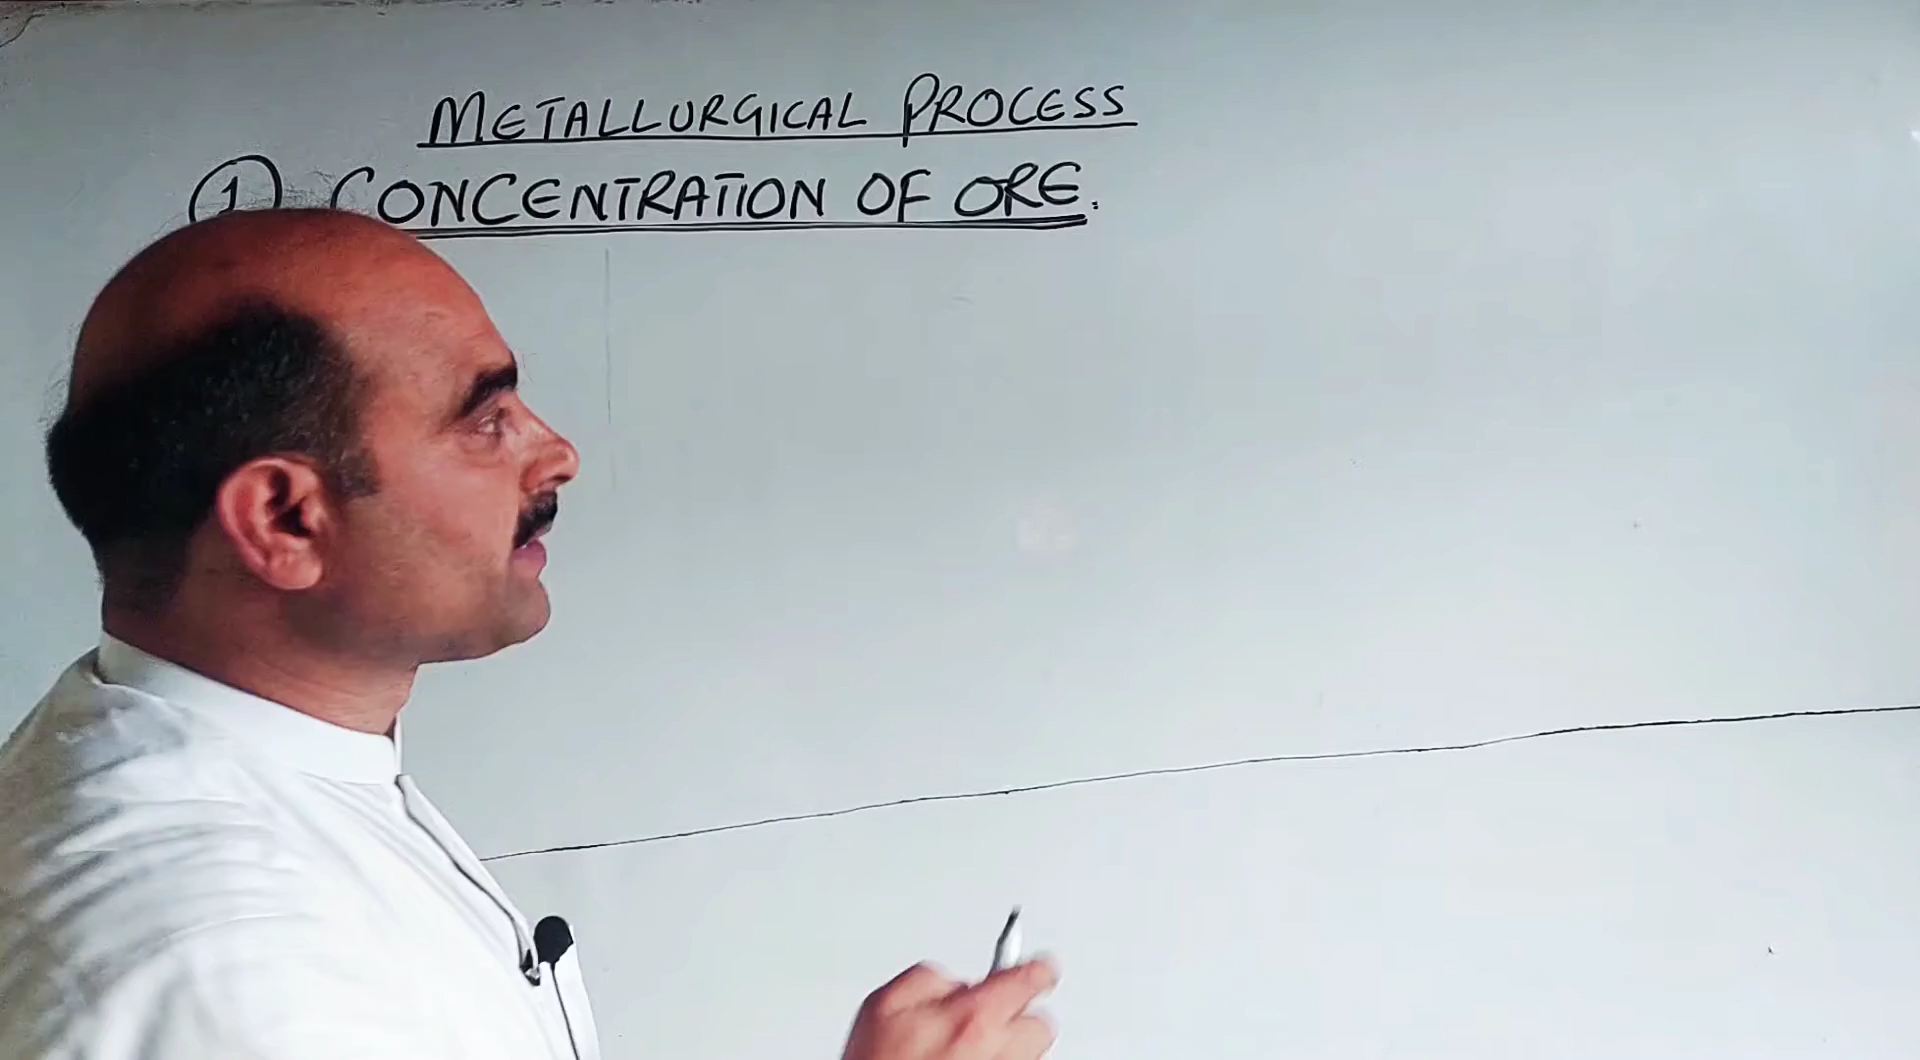 METALLURGICAL PROCESS
1 CONCENTRATION OF ORE.